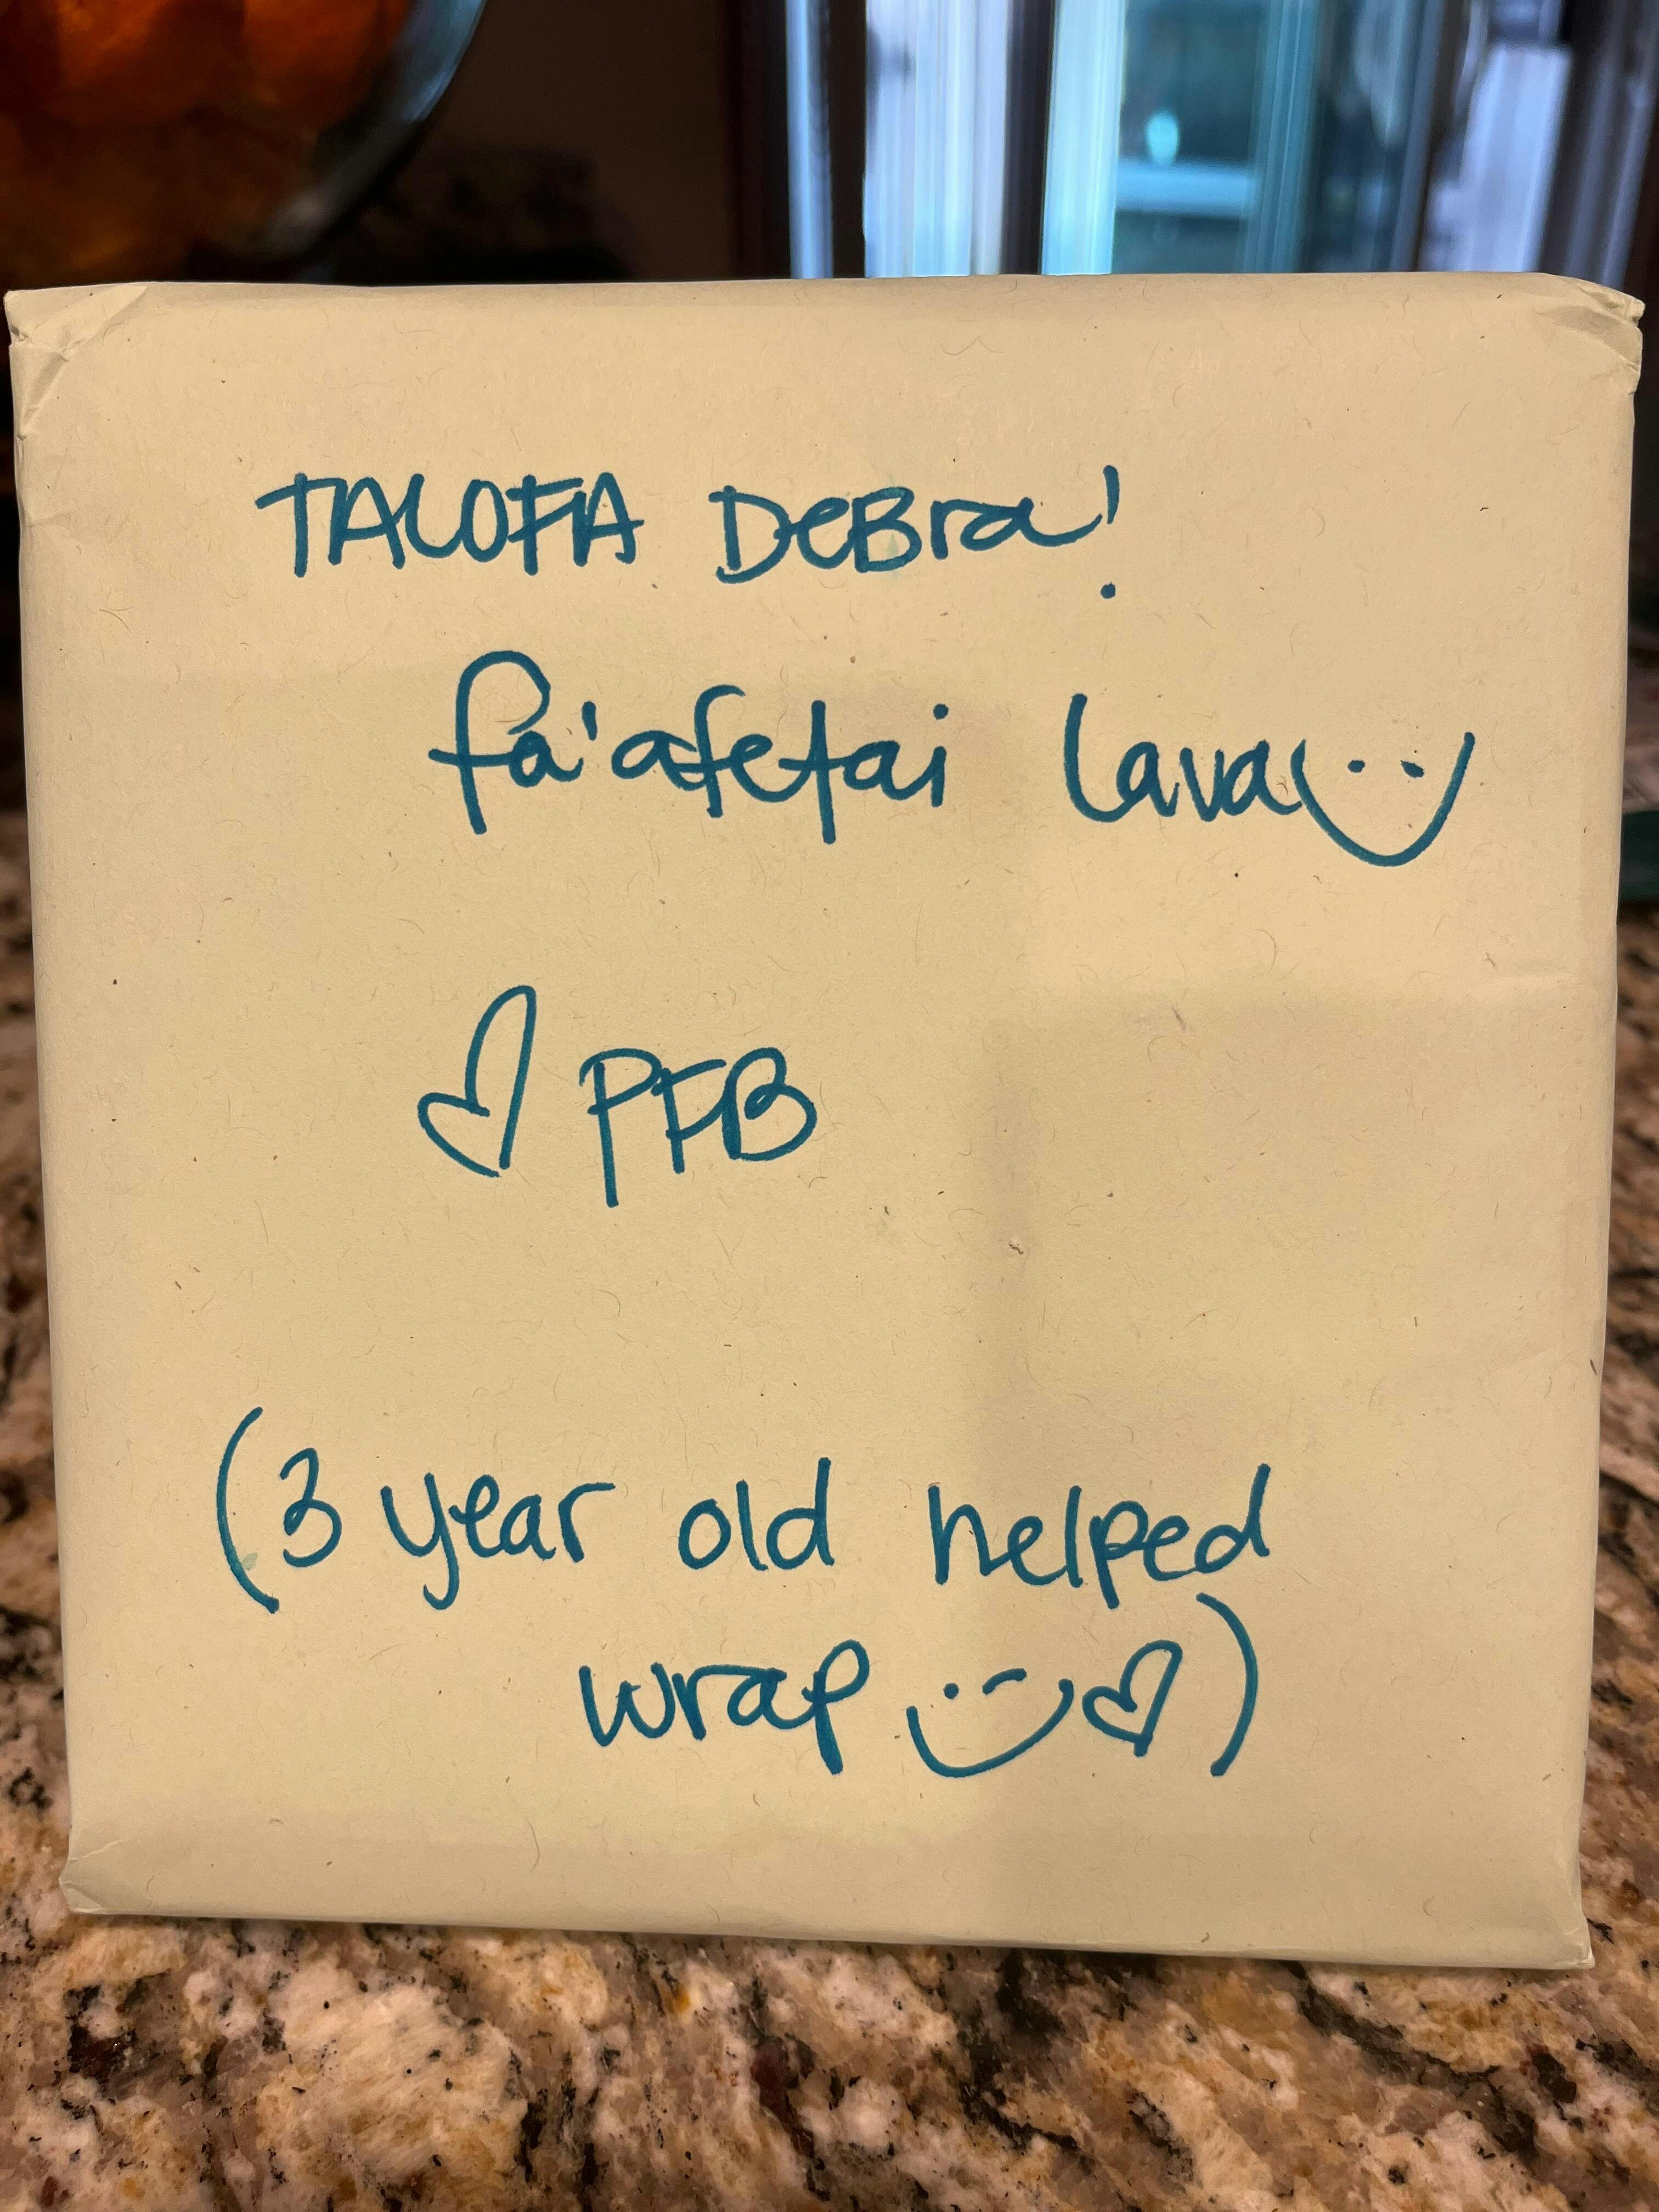 TALOFA DeBra!
fa'afetai lava
PFB
(3 year old helped
wrap )